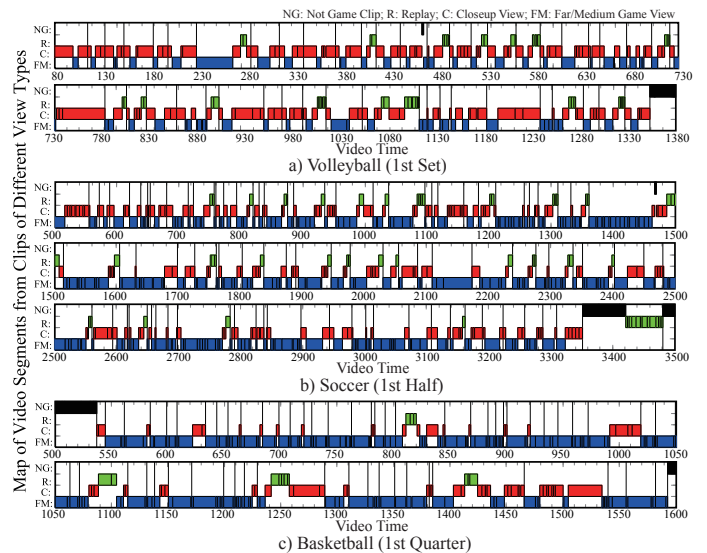 NG: Not Game Clip; R: Replay; C: Closeup View; FM: Far/Medium Game View
Map of Video Segments from Clips of Different View Types
NG:
R:
C:
FM:
80 130 180 230 280 330 380 430 480 530 580 630 680 730
NG:
R:
C:
FM:
730 780 830 880 930 980 1030 1080 1130 1180 1230 1280 1330 1380
Video Time
a) Volleyball (1st Set)
NG:
R:
C:
FM:
500 600 700 800 900 1000 1100 1200 1300 1400 1500
NG:
R:
C:
FM:
1500 1600 1700 1800 1900 2000 2100 2200 2300 2400 2500
NG:
R:
C:
FM:
2500 2600 2700 2800 2900 3000 3100 3200 3300 3400 3500
Video Time
b) Soccer (1st Half)
NG:
R:
C:
FM:
500 550 600 650 700 750 800 850 900 950 1000 1050
NG:
R:
C:
FM:
1050 1100 1150 1200 1250 1300 1350 1400 1450 1500 1550 1600
Video Time
c) Basketball (1st Quarter)